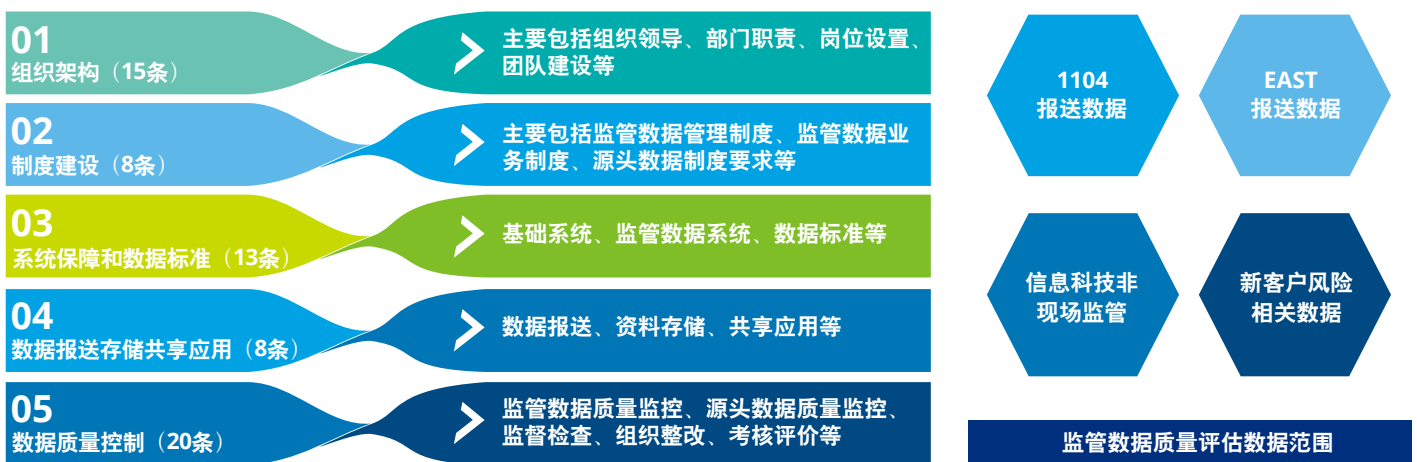 01
组织架构（15条）
主要包括组织领导、部门职责、岗位设置、
团队建设等
02
制度建设（8条）
主要包括监管数据管理制度、监管数据业
务制度、源头数据制度要求等
03
系统保障和数据标准（13条）
基础系统、监管数据系统、数据标准等
04
数据报送存储共享应用（8条）
数据报送、资料存储、共享应用等
05
数据质量控制（20条）
监管数据质量监控、源头数据质量监控、
监督检查、组织整改、考核评价等
1104
报送数据
EAST
报送数据
信息科技非
现场监管
新客户风险
相关数据
监管数据质量评估数据范围